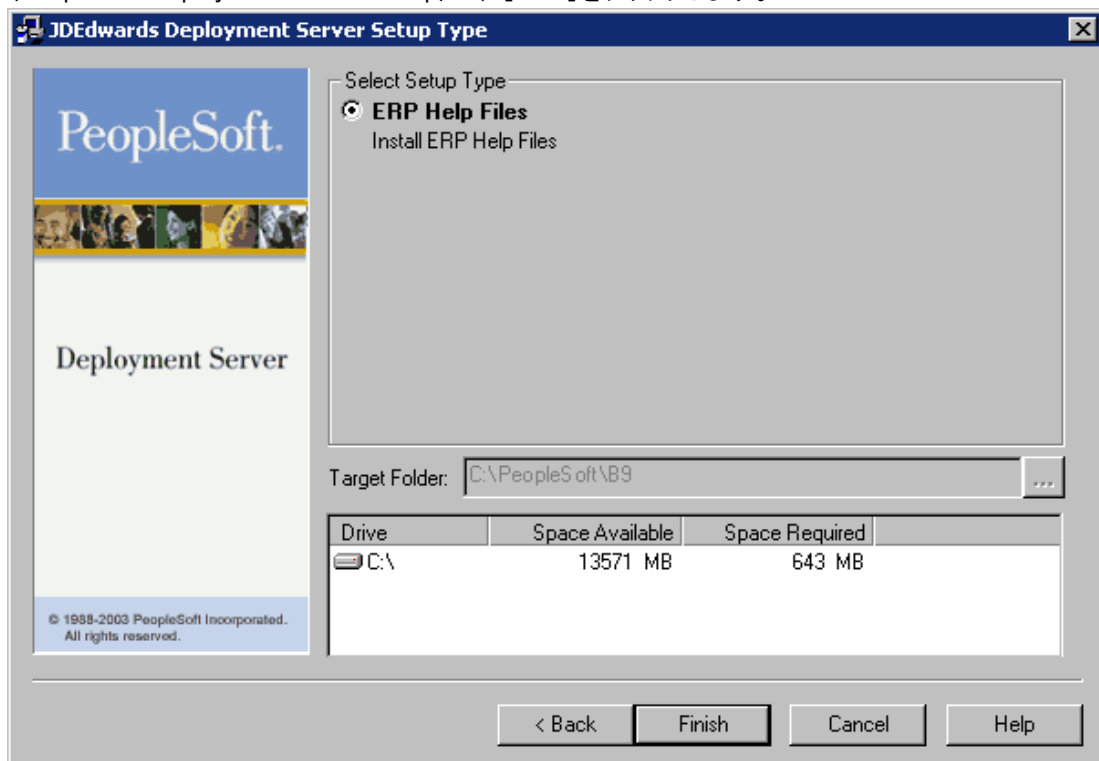 JDEdwards Deployment Server Setup Type
PeopleSoft.
Deployment Server
© 1988-2003 PeopleSoft Incorporated.
All rights reserved.
Select Setup Type
ERP Help Files
Install ERP Help Files
Target Folder: C:\PeopleSoft\B9 ...
Drive Space Available Space Required
C:\ 13571 MB 643 MB
< Back Finish Cancel Help